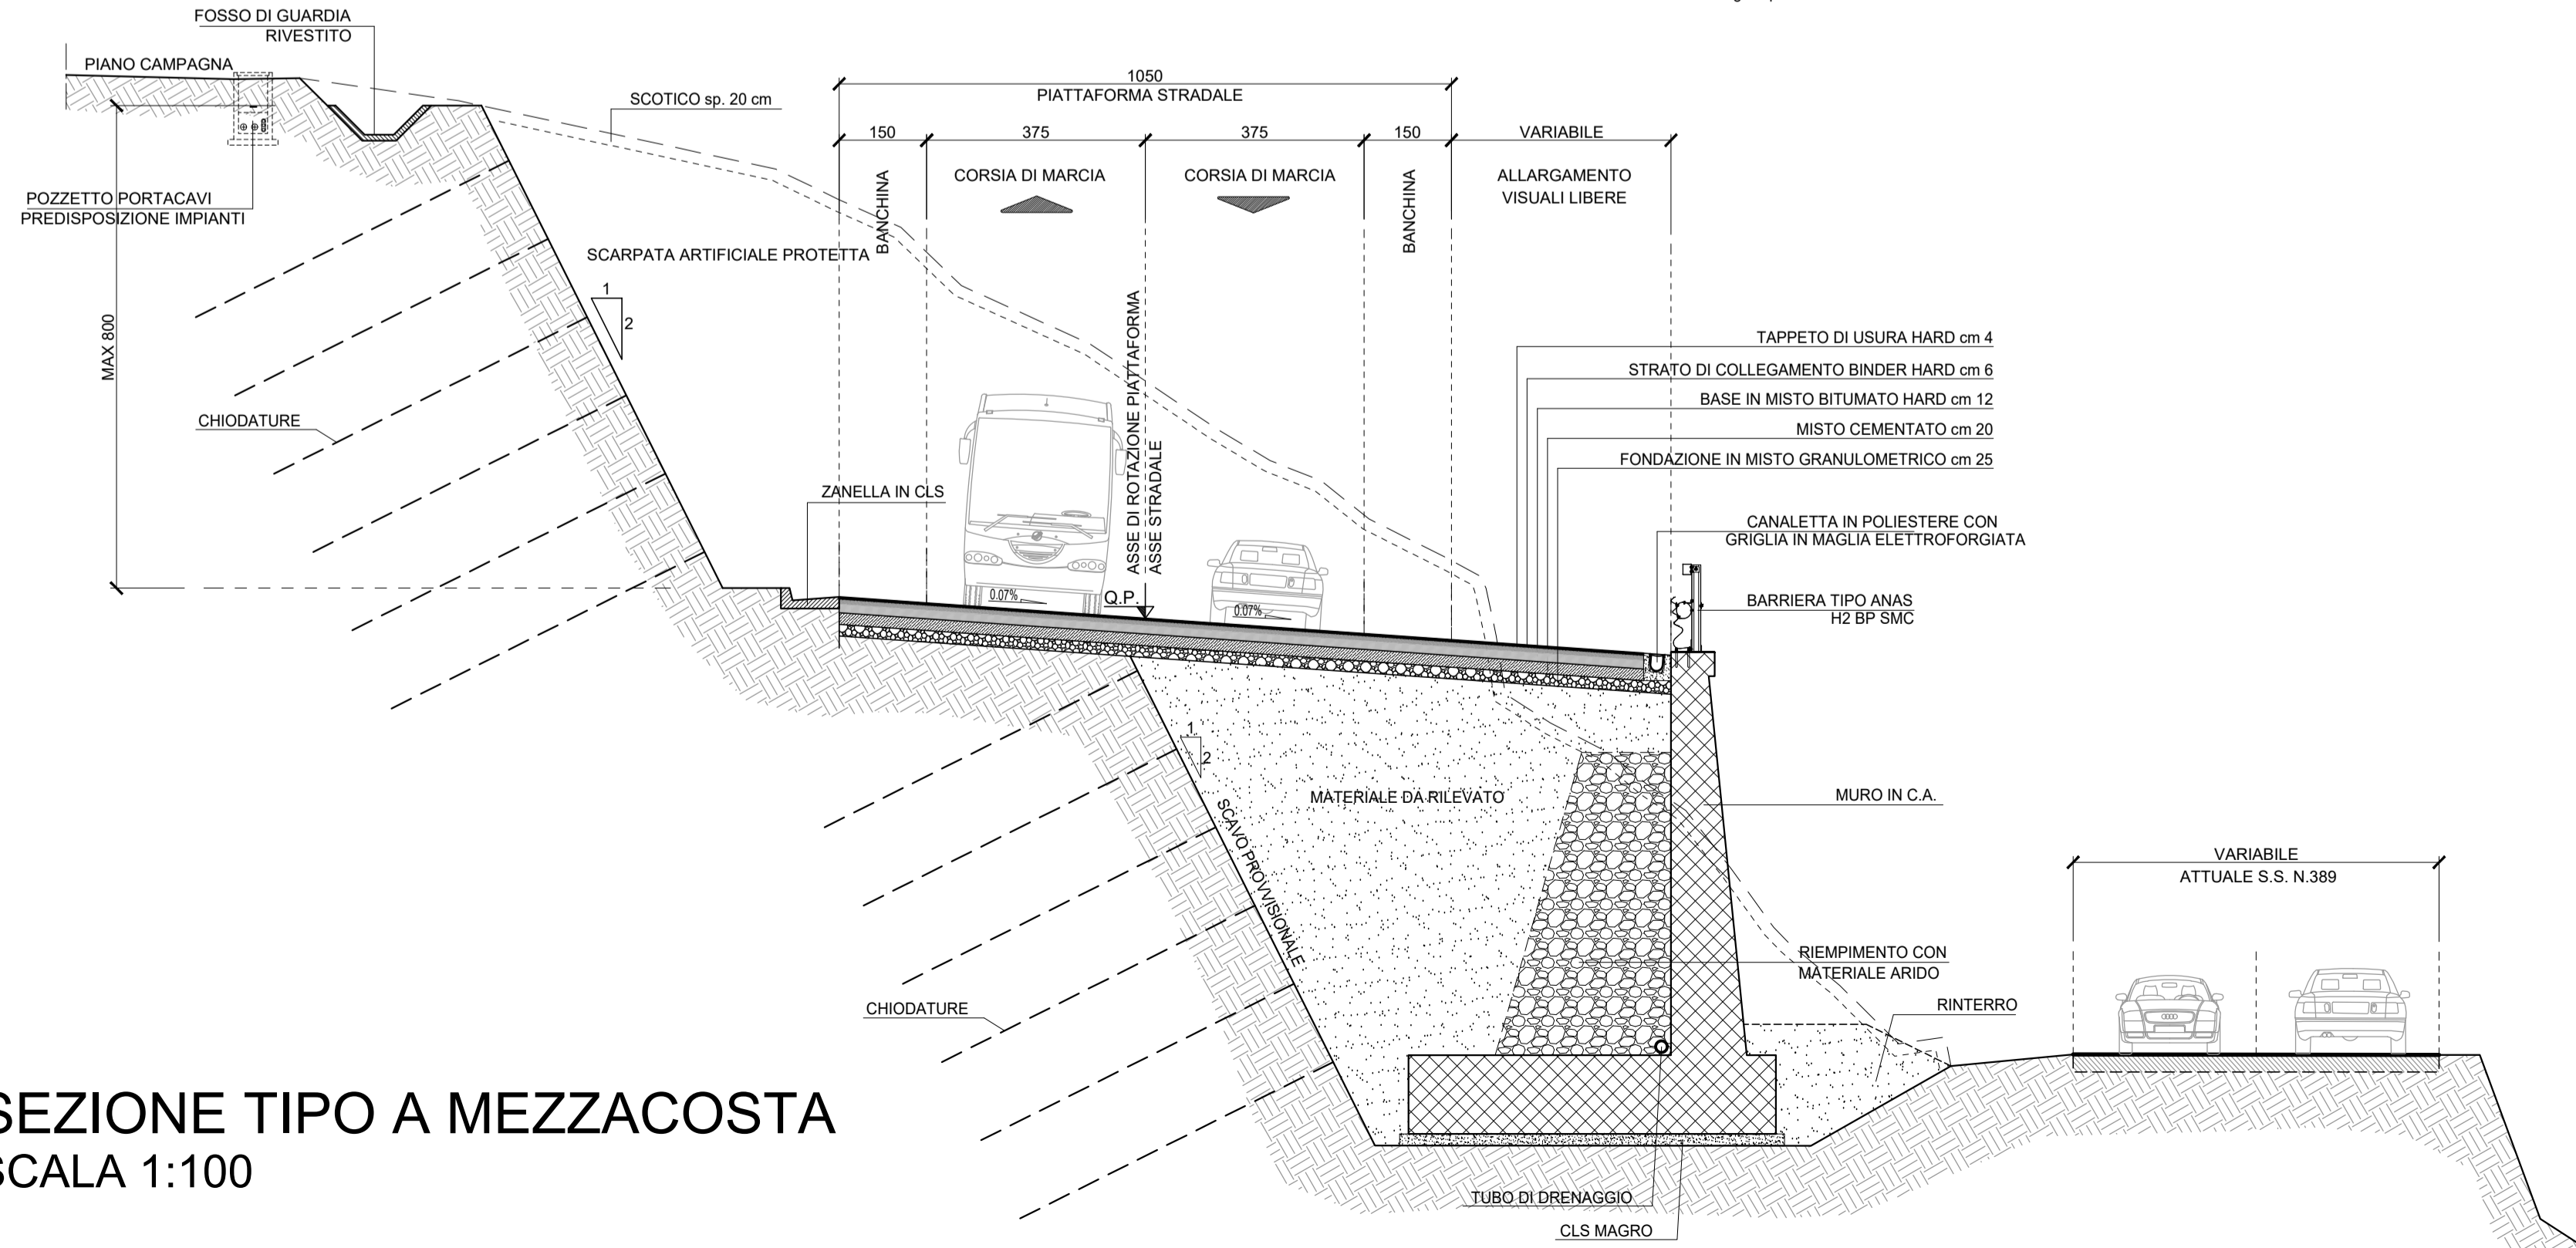 FOSSO DI GUARDIA
RIVESTITO
PIANO CAMPAGNA
SCOTICO sp. 20 cm
1050
PIATTAFORMA STRADALE
150
375
375
150
VARIABILE
BANCHINA
CORSIA DI MARCIA
CORSIA DI MARCIA
BANCHINA
ALLARGAMENTO
VISUALI LIBERE
POZZETTO PORTACAVI
PREDISPOSIZIONE IMPIANTI
SCARPATA ARTIFICIALE PROTETTA
1
2
MAX 800
ASSE DI ROTAZIONE PIATTAFORMA
ASSE STRADALE
TAPPETO DI USURA HARD cm 4
STRATO DI COLLEGAMENTO BINDER HARD cm 6
BASE IN MISTO BITUMATO HARD cm 12
MISTO CEMENTATO cm 20
FONDAZIONE IN MISTO GRANULOMETRICO cm 25
CHIODATURE
ZANELLA IN CLS
CANALETTA IN POLIESTERE CON
GRIGLIA IN MAGLIA ELETTROFORGIATA
0.07%
Q.P.
0.07%
BARRIERA TIPO ANAS
H2 BP SMC
1
2
SCAVO PROVVISIONALE
MATERIALE DA RILEVATO
MURO IN C.A.
VARIABILE
ATTUALE S.S. N.389
RIEMPIMENTO CON
MATERIALE ARIDO
RINTERRO
CHIODATURE
SEZIONE TIPO A MEZZACOSTA
SCALA 1:100
TUBO DI DRENAGGIO
CLS MAGRO